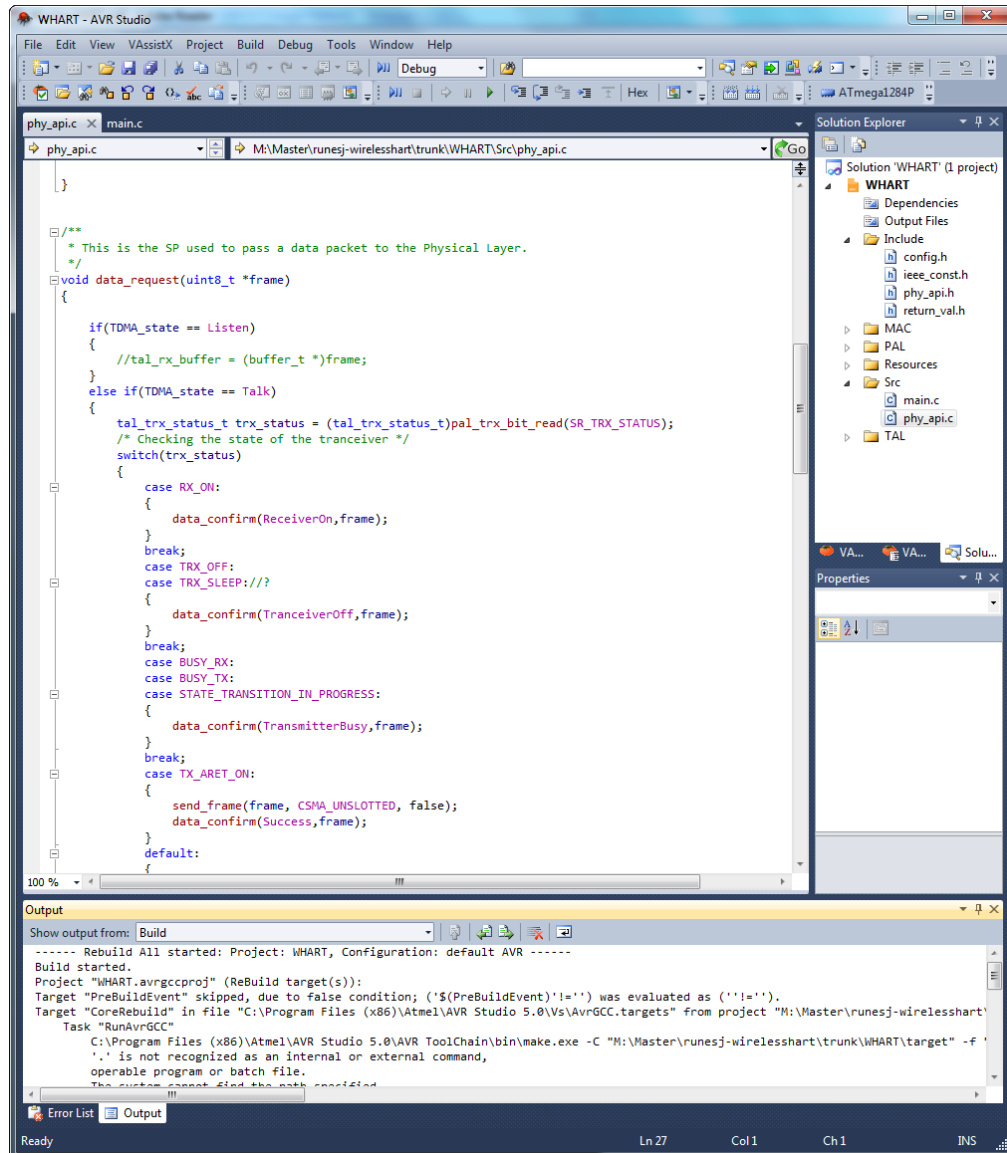 WHART - AVR Studio
File Edit View VAssistX Project Build Debug Tools Window Help
Debug
Hex ATmega1284P
phy_api.c main.c
phy_api.c M:\Master\runesj-wirelesshart\trunk\WHART\Src\phy_api.c Go
}
/**
* This is the SP used to pass a data packet to the Physical Layer.
*/
void data_request(uint8_t *frame)
{
if(TDMA_state == Listen)
{
//tal_rx_buffer = (buffer_t *)frame;
}
else if(TDMA_state == Talk)
{
tal_trx_status_t trx_status = (tal_trx_status_t)pal_trx_bit_read(SR_TRX_STATUS);
/* Checking the state of the tranceiver */
switch(trx_status)
{
case RX_ON:
{
data_confirm(ReceiverOn,frame);
}
break;
case TRX_OFF:
case TRX_SLEEP://?
{
data_confirm(TranceiverOff,frame);
}
break;
case BUSY_RX:
case BUSY_TX:
case STATE_TRANSITION_IN_PROGRESS:
{
data_confirm(TransmitterBusy,frame);
}
break;
case TX_ARET_ON:
{
send_frame(frame, CSMA_UNSLOTTED, false);
data_confirm(Success,frame);
}
default:
{
100 %
Solution Explorer
Solution 'WHART' (1 project)
WHART
Dependencies
Output Files
Include
config.h
ieee_const.h
phy_api.h
return_val.h
MAC
PAL
Resources
Src
main.c
phy_api.c
TAL
VA... VA... Solu...
Properties
Output
Show output from: Build
------ Rebuild All started: Project: WHART, Configuration: default AVR ------
Build started.
Project "WHART.avrgccproj" (ReBuild target(s)):
Target "PreBuildEvent" skipped, due to false condition; ('$(PreBuildEvent)'!='') was evaluated as (''!='').
Target "CoreRebuild" in file "C:\Program Files (x86)\Atmel\AVR Studio 5.0\Vs\AvrGCC.targets" from project "M:\Master\runesj-wirelesshart\
Task "RunAvrGCC"
C:\Program Files (x86)\Atmel\AVR Studio 5.0\AVR ToolChain\bin\make.exe -C "M:\Master\runesj-wirelesshart\trunk\WHART\target" -f
'.' is not recognized as an internal or external command,
operable program or batch file.
The system cannot find the path specified
Error List Output
Ready Ln 27 Col 1 Ch 1 INS